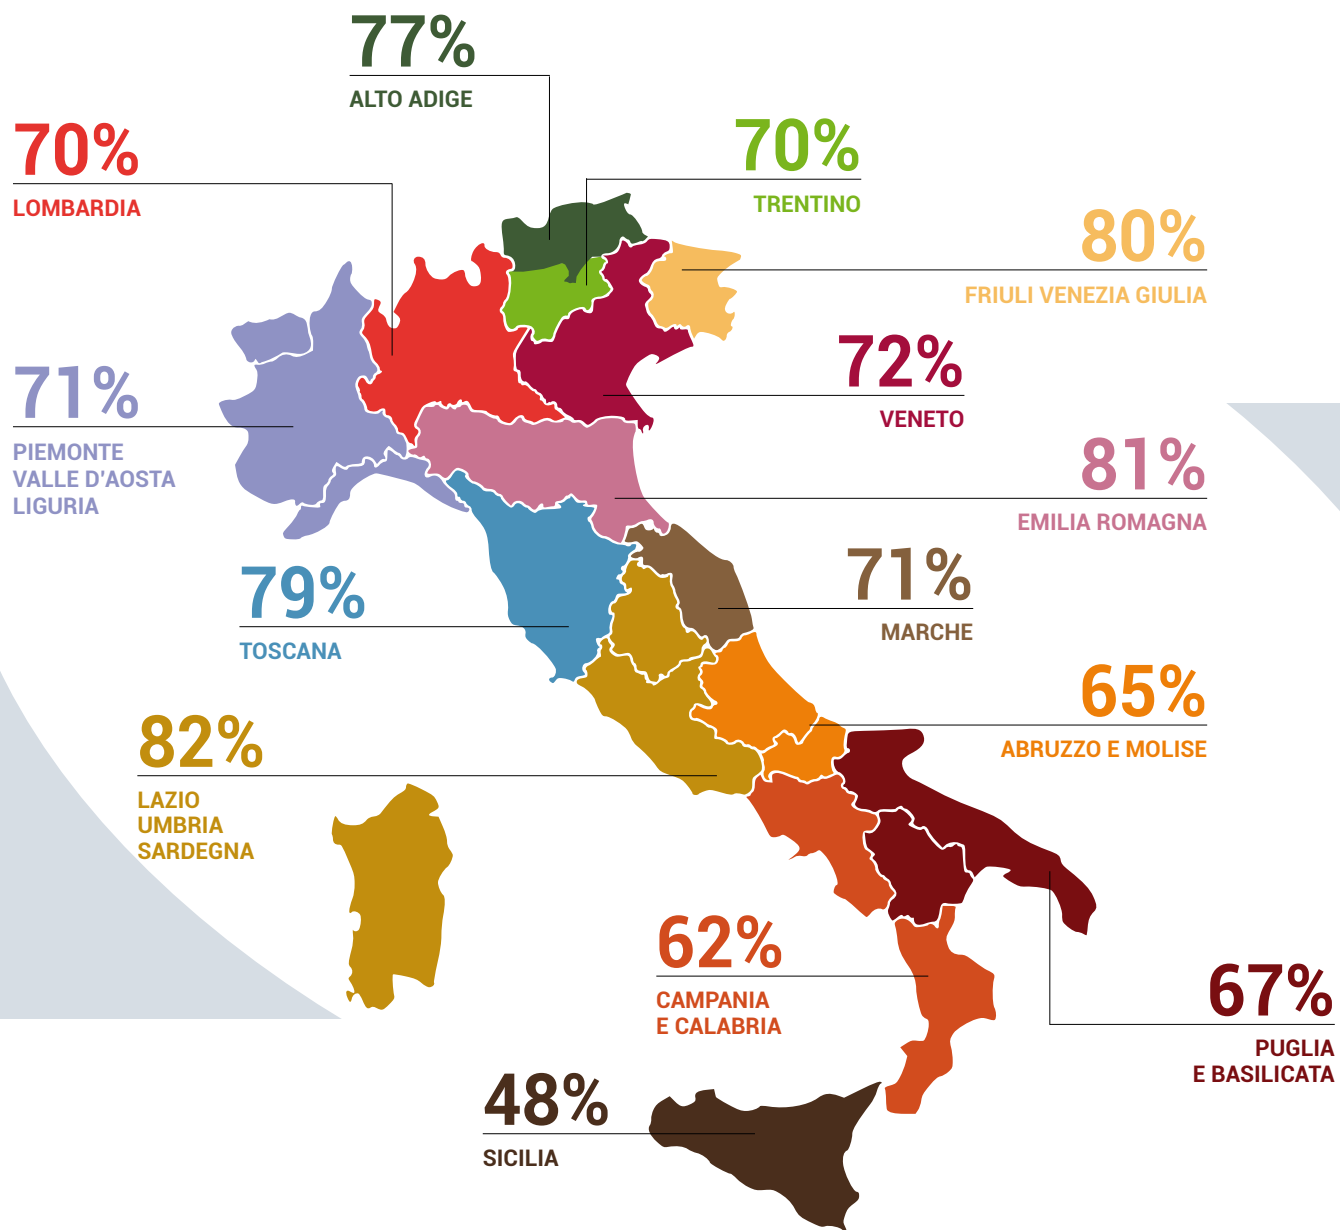 77%
ALTO ADIGE
70%
LOMBARDIA
70%
TRENTINO
80%
FRIULI VENEZIA GIULIA
71%
PIEMONTE
VALLE D'AOSTA
LIGURIA
72%
VENETO
81%
EMILIA ROMAGNA
79%
TOSCANA
71%
MARCHE
65%
ABRUZZO E MOLISE
82%
LAZIO
UMBRIA
SARDEGNA
62%
CAMPANIA
E CALABRIA
67%
PUGLIA
E BASILICATA
48%
SICILIA